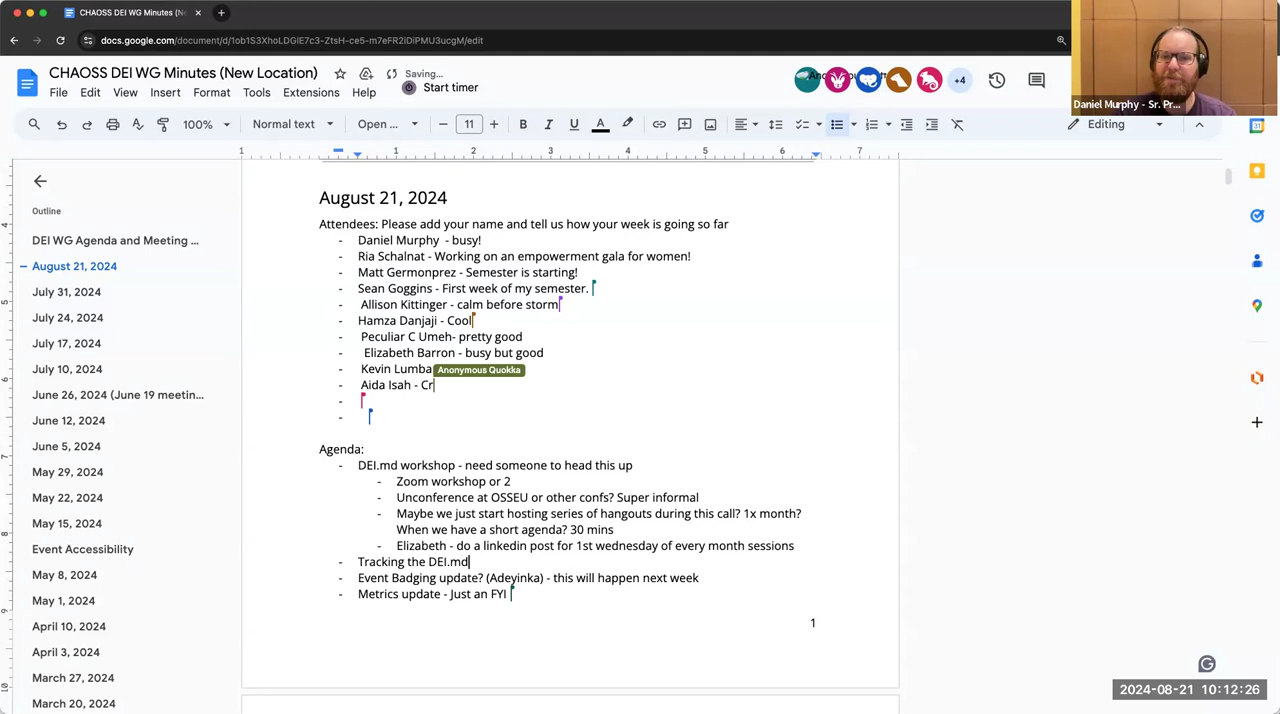 CHAOSS DEI WG Minutes (Ne
docs.google.com/document/d/1ob1S3XhoLDGlE7c3-ZtsH-ce5-m7eFR2iDiPMU3ucgM/edit
CHAOSS DEI WG Minutes (New Location)
Saving...
File Edit View Insert Format Tools Extensions Help
Start timer
+4
Daniel Murphy - Sr. Pr...
100% Normal text Open ... 11 B I U A Editing
1 1 2 3 4 5 6 7
Outline
DEI WG Agenda and Meeting ...
August 21, 2024
July 31, 2024
July 24, 2024
July 17, 2024
July 10, 2024
June 26, 2024 (June 19 meetin...
June 12, 2024
June 5, 2024
May 29, 2024
May 22, 2024
May 15, 2024
Event Accessibility
May 8, 2024
May 1, 2024
April 10, 2024
April 3, 2024
March 27, 2024
March 20, 2024
August 21, 2024
Attendees: Please add your name and tell us how your week is going so far
- Daniel Murphy - busy!
- Ria Schalnat - Working on an empowerment gala for women!
- Matt Germonprez - Semester is starting!
- Sean Goggins - First week of my semester.
- Allison Kittinger - calm before storm
- Hamza Danjaji - Cool
- Peculiar C Umeh- pretty good
- Elizabeth Barron - busy but good
- Kevin Lumba
Anonymous Quokka
- Aida Isah - Cr
-
-
Agenda:
- DEI.md workshop - need someone to head this up
- Zoom workshop or 2
- Unconference at OSSEU or other confs? Super informal
- Maybe we just start hosting series of hangouts during this call? 1x month?
When we have a short agenda? 30 mins
- Elizabeth - do a linkedin post for 1st wednesday of every month sessions
- Tracking the DEI.md
- Event Badging update? (Adeyinka) - this will happen next week
- Metrics update - Just an FYI
1
2024-08-21 10:12:26